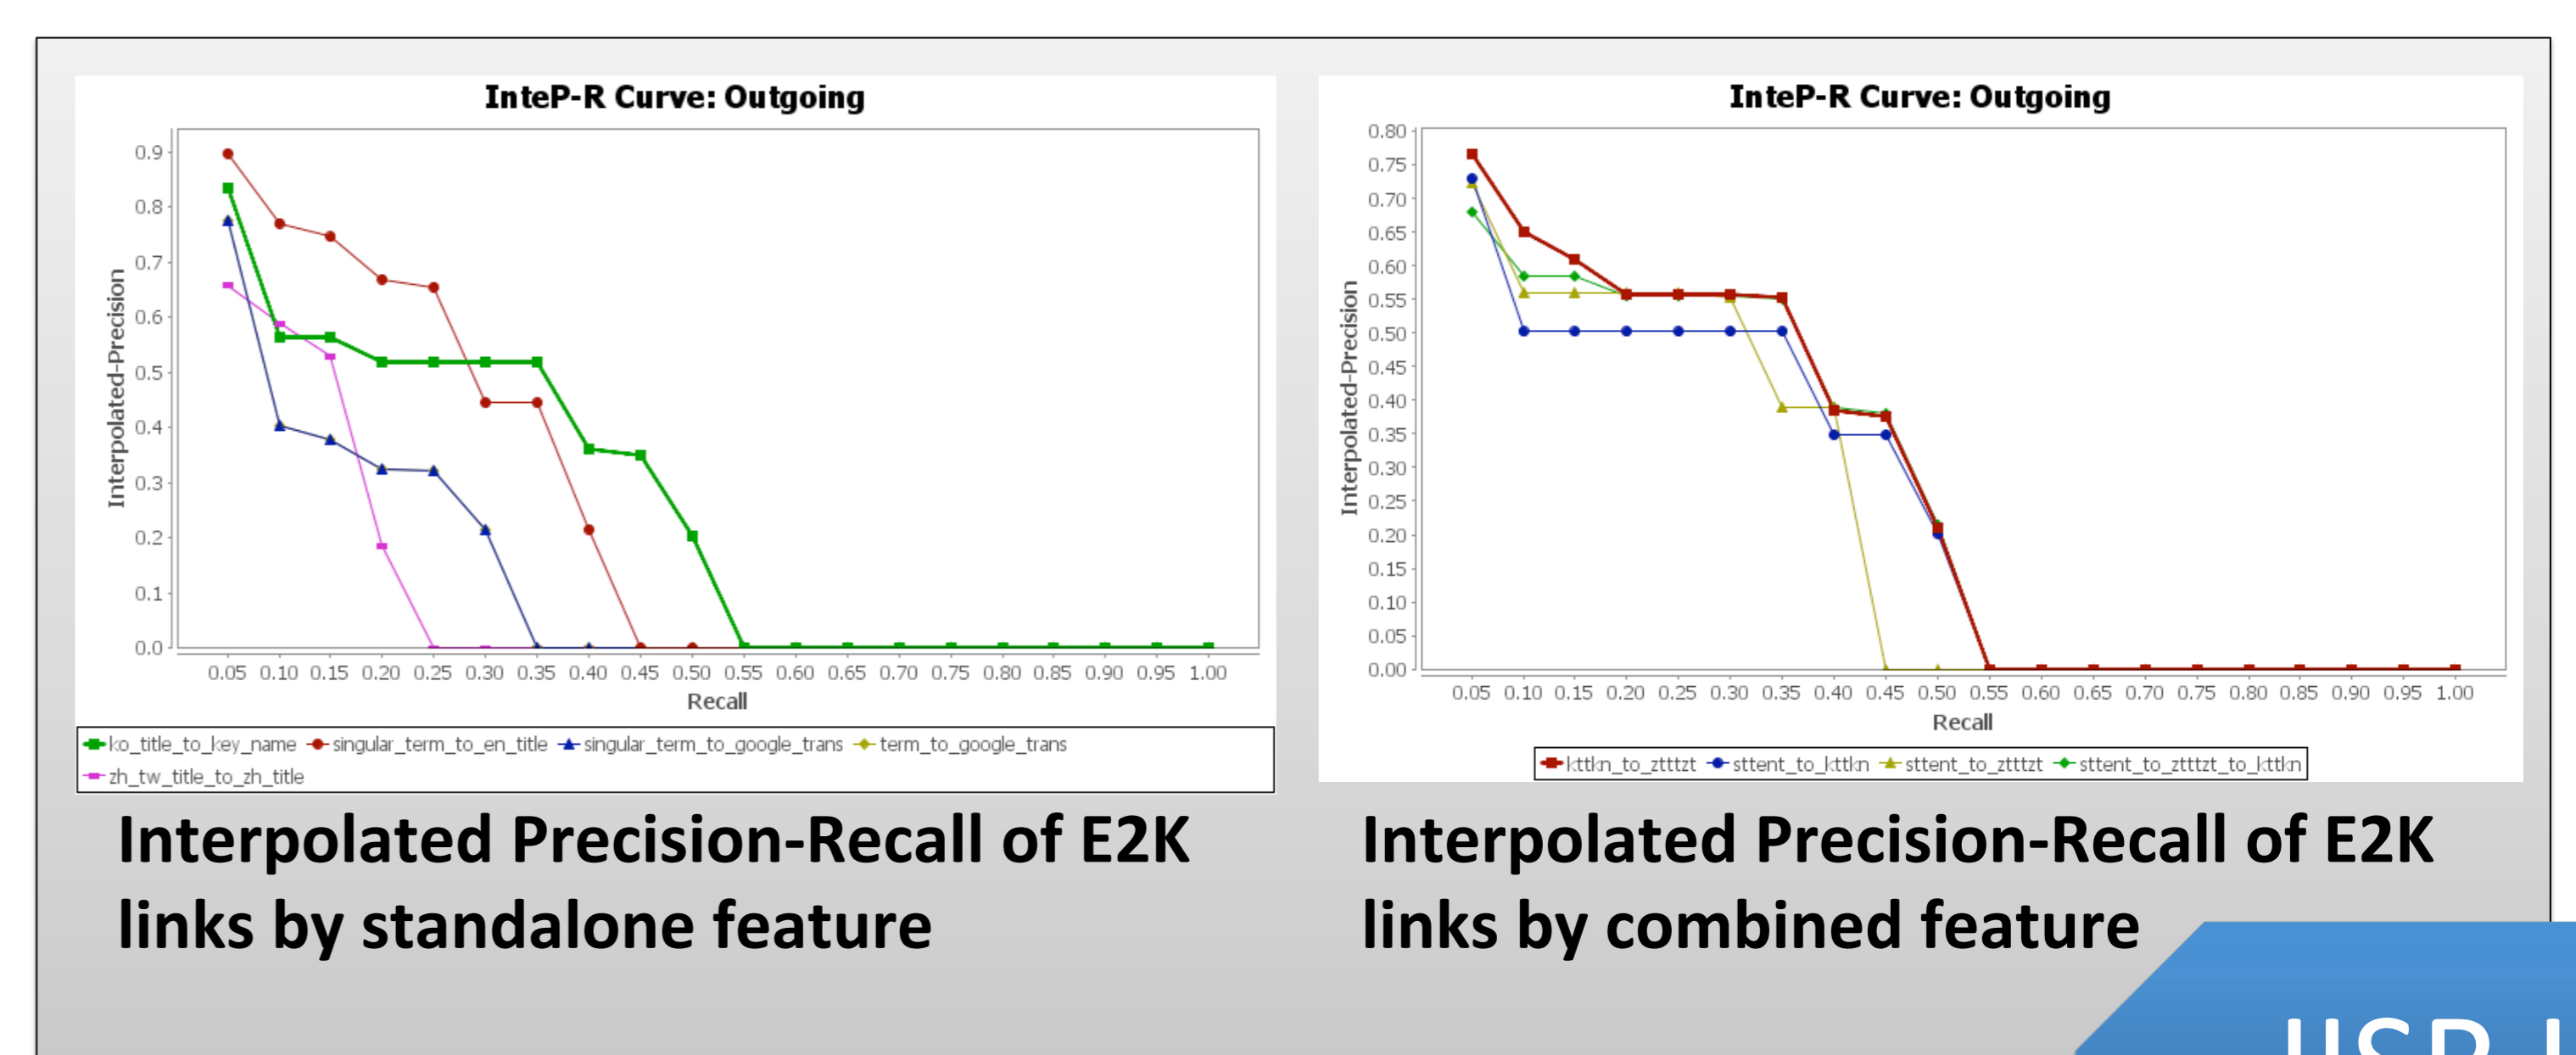 InteP-R Curve: Outgoing
Interpolated-Precision
0.9
0.8
0.7
0.6
0.5
0.4
0.3
0.2
0.1
0.0
0.05 0.10 0.15 0.20 0.25 0.30 0.35 0.40 0.45 0.50 0.55 0.60 0.65 0.70 0.75 0.80 0.85 0.90 0.95 1.00
Recall
ko_title_to_key_name singular_term_to_en_title singular_term_to_google_trans term_to_google_trans
zh_tw_title_to_zh_title
Interpolated Precision-Recall of E2K
links by standalone feature
InteP-R Curve: Outgoing
Interpolated-Precision
0.80
0.75
0.70
0.65
0.60
0.55
0.50
0.45
0.40
0.35
0.30
0.25
0.20
0.15
0.10
0.05
0.00
0.05 0.10 0.15 0.20 0.25 0.30 0.35 0.40 0.45 0.50 0.55 0.60 0.65 0.70 0.75 0.80 0.85 0.90 0.95 1.00
Recall
kttkn_to_ztttzt sttent_to_kttkn sttent_to_ztttzt sttent_to_ztttzt_to_kttkn
Interpolated Precision-Recall of E2K
links by combined feature